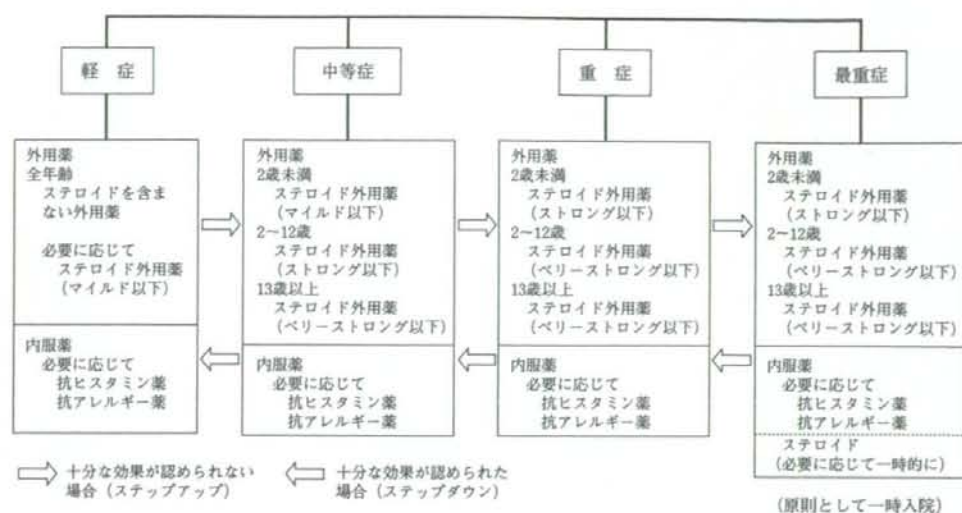 軽　症
中等症
重　症
最重症
外用薬
全年齢
ステロイドを含ま
ない外用薬
必要に応じて
ステロイド外用薬
(マイルド以下)
内服薬
必要に応じて
抗ヒスタミン薬
抗アレルギー薬
外用薬
2歳未満
ステロイド外用薬
(マイルド以下)
2〜12歳
ステロイド外用薬
(ストロング以下)
13歳以上
ステロイド外用薬
(ベリーストロング以下)
内服薬
必要に応じて
抗ヒスタミン薬
抗アレルギー薬
外用薬
2歳未満
ステロイド外用薬
(ストロング以下)
2〜12歳
ステロイド外用薬
(ベリーストロング以下)
13歳以上
ステロイド外用薬
(ベリーストロング以下)
内服薬
必要に応じて
抗ヒスタミン薬
抗アレルギー薬
外用薬
2歳未満
ステロイド外用薬
(ストロング以下)
2〜12歳
ステロイド外用薬
(ベリーストロング以下)
13歳以上
ステロイド外用薬
(ベリーストロング以下)
内服薬
必要に応じて
抗ヒスタミン薬
抗アレルギー薬
ステロイド
(必要に応じて一時的に)
(原則として一時入院)
十分な効果が認められない
場合(ステップアップ)
十分な効果が認められた
場合(ステップダウン)